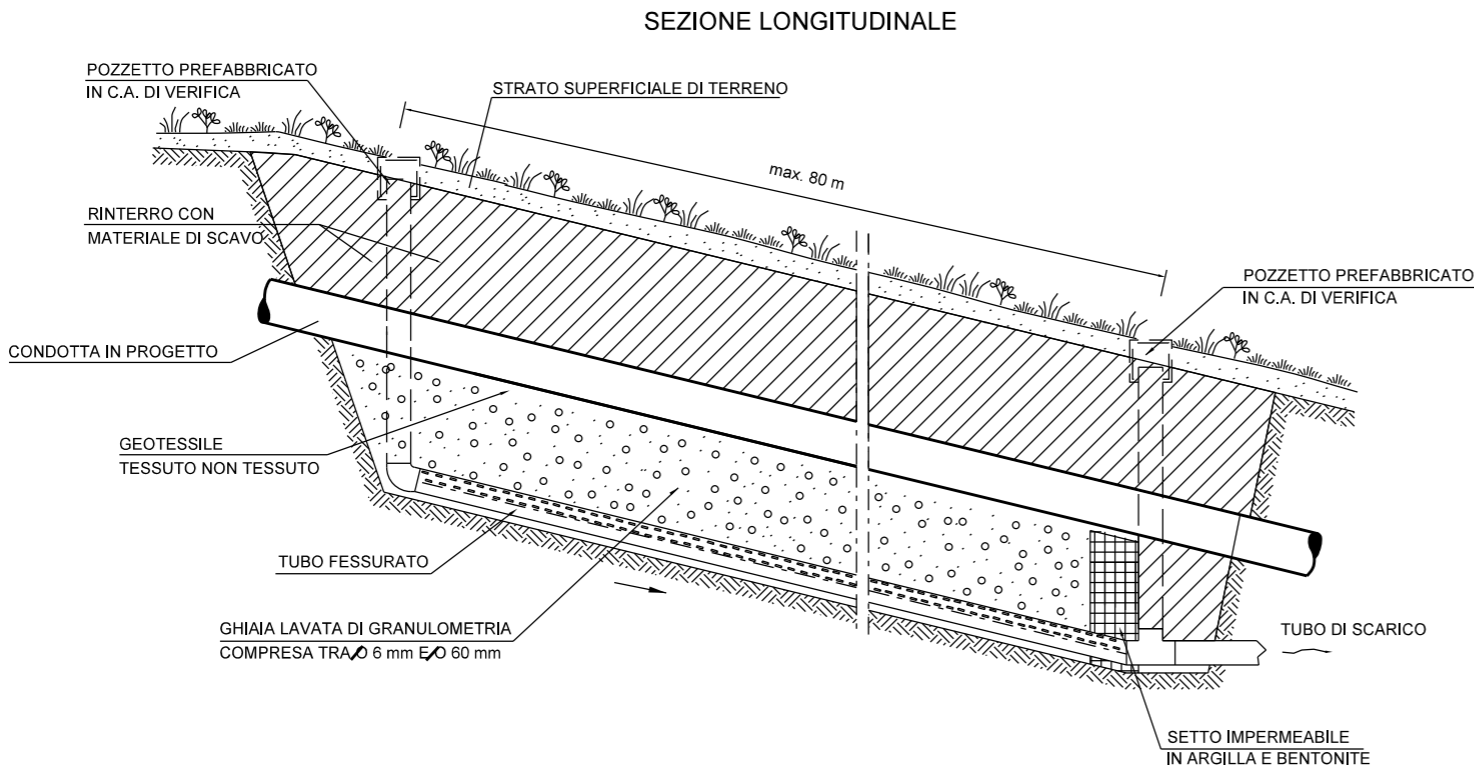 SEZIONE LONGITUDINALE
POZZETTO PREFABBRICATO
IN C.A. DI VERIFICA
STRATO SUPERFICIALE DI TERRENO
max. 80 m
RINTERRO CON
MATERIALE DI SCAVO
POZZETTO PREFABBRICATO
IN C.A. DI VERIFICA
CONDOTTA IN PROGETTO
GEOTESSILE
TESSUTO NON TESSUTO
TUBO FESSURATO
GHIAIA LAVATA DI GRANULOMETRIA
COMPRESA TRA Ø 6 mm E Ø 60 mm
TUBO DI SCARICO
SETTO IMPERMEABILE
IN ARGILLA E BENTONITE